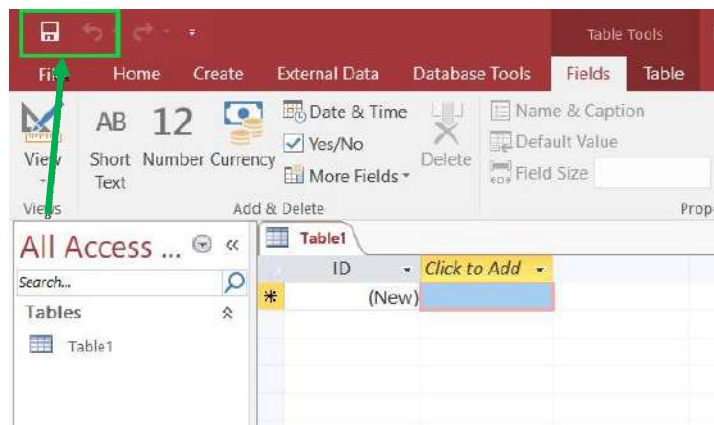 Table Tools
File Home Create External Data Database Tools Fields Table
AB 12 Date & Time Name & Caption
Yes/No Default Value
View Short Text Number Currency More Fields Delete Field Size
Views Add & Delete
All Access ... Table1
ID Click to Add
Search...
(New)
Tables
Table1